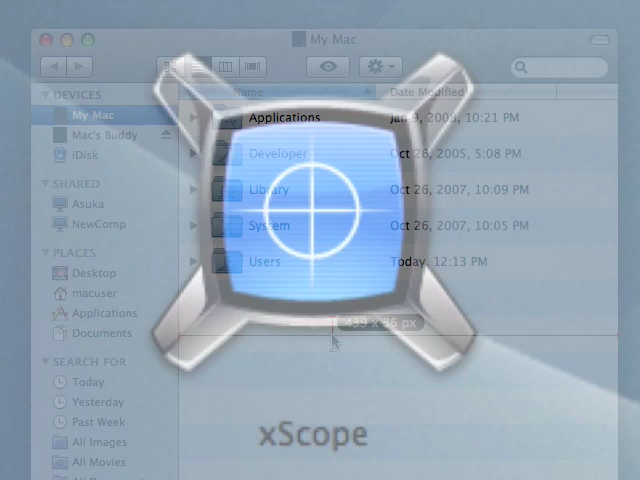 My Mac
Name
Date Modified
DEVICES
My Mac
Mac's Buddy
iDisk
SHARED
Asuka
NewComp
PLACES
Desktop
macuser
Applications
Documents
SEARCH FOR
Today
Yesterday
Past Week
All Images
All Movies
Applications Jan 9, 2008, 10:21 PM
Developer Oct 26, 2005, 5:08 PM
Library Oct 26, 2007, 10:09 PM
System Oct 26, 2007, 10:05 PM
Users Today, 12:13 PM
xScope